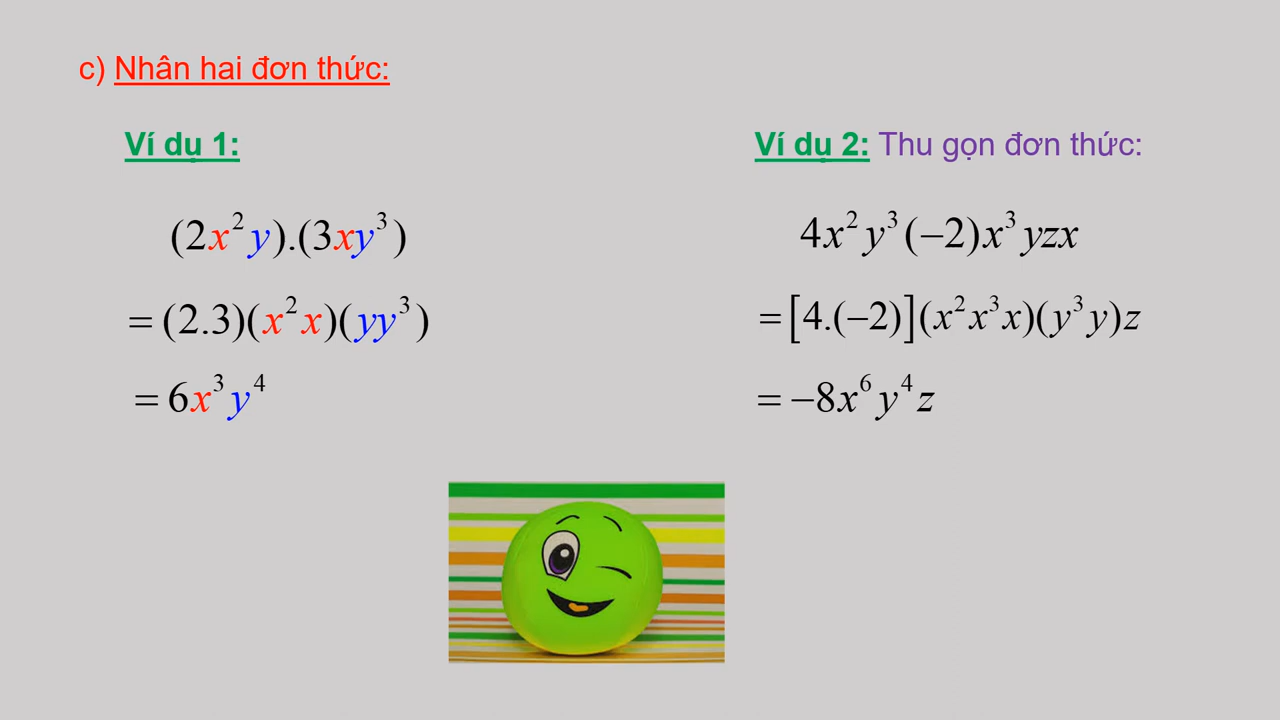 c) Nhân hai đơn thức:
Ví dụ 1:
(2x²y).(3xy³)
= (2.3)(x²x)(yy³)
= 6x³y⁴
Ví dụ 2: Thu gọn đơn thức:
4x²y³(−2)x³yzx
= [4.(−2)](x²x³x)(y³y)z
= −8x⁶y⁴z